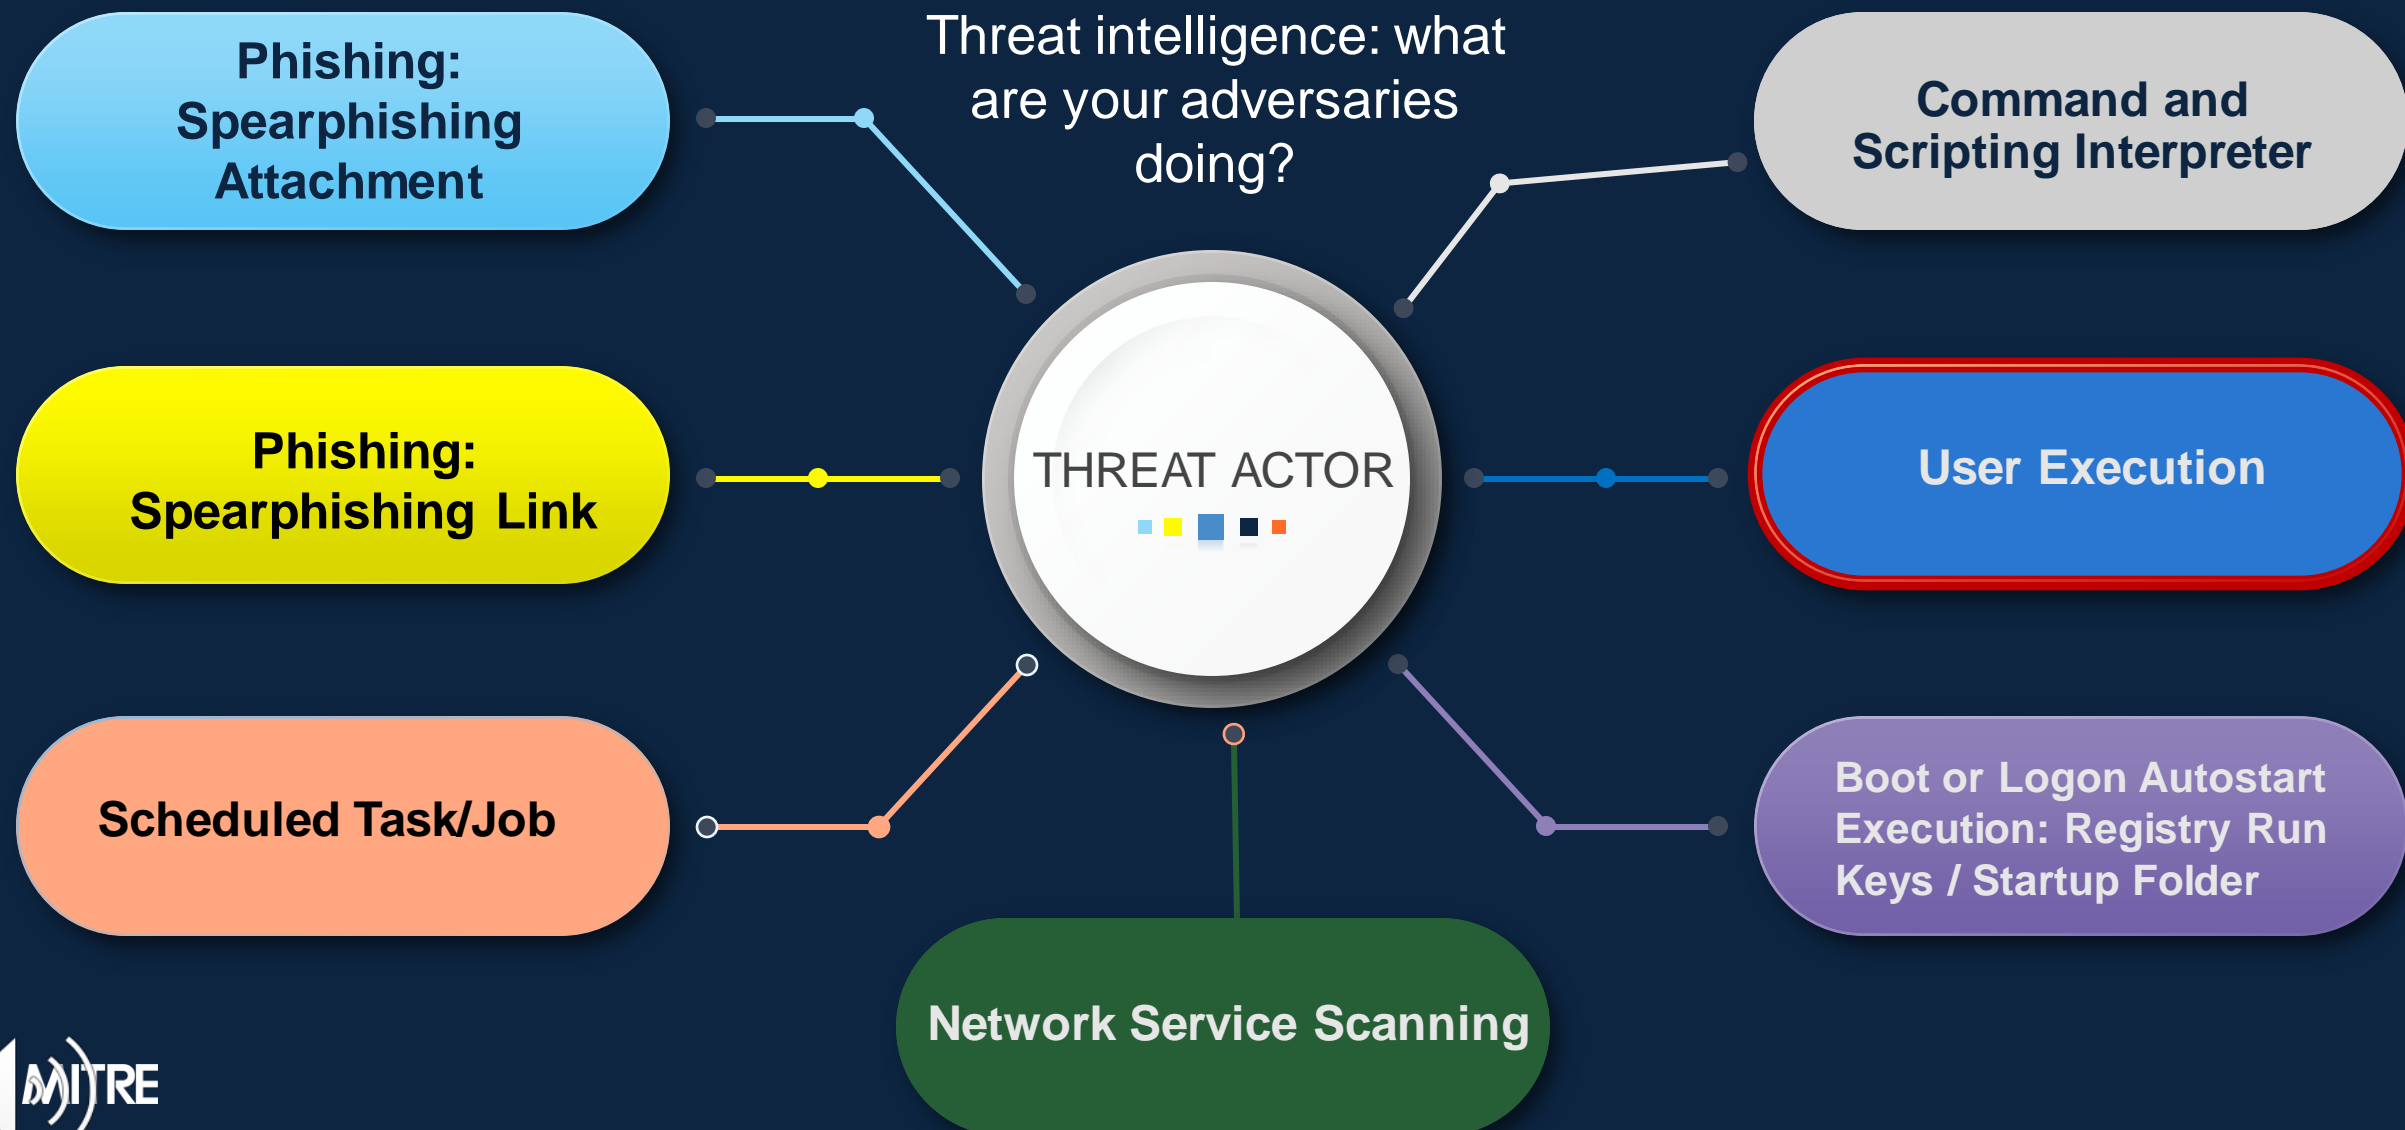 Threat intelligence: what
are your adversaries
doing?
Phishing:
Spearphishing
Attachment
Command and
Scripting Interpreter
Phishing:
Spearphishing Link
THREAT ACTOR
User Execution
Scheduled Task/Job
Boot or Logon Autostart
Execution: Registry Run
Keys / Startup Folder
Network Service Scanning
MITRE